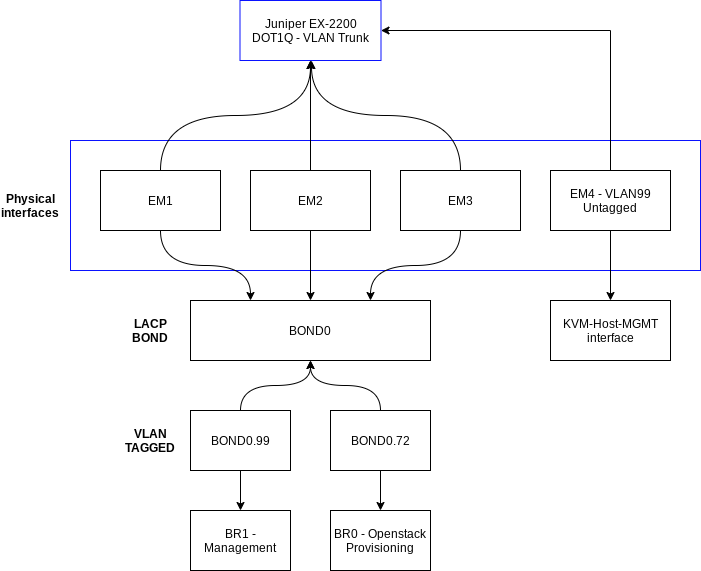 Juniper EX-2200
DOT1Q - VLAN Trunk
Physical
interfaces
EM1
EM2
EM3
EM4 - VLAN99
Untagged
LACP
BOND
BOND0
KVM-Host-MGMT
interface
VLAN
TAGGED
BOND0.99
BOND0.72
BR1 -
Management
BR0 - Openstack
Provisioning